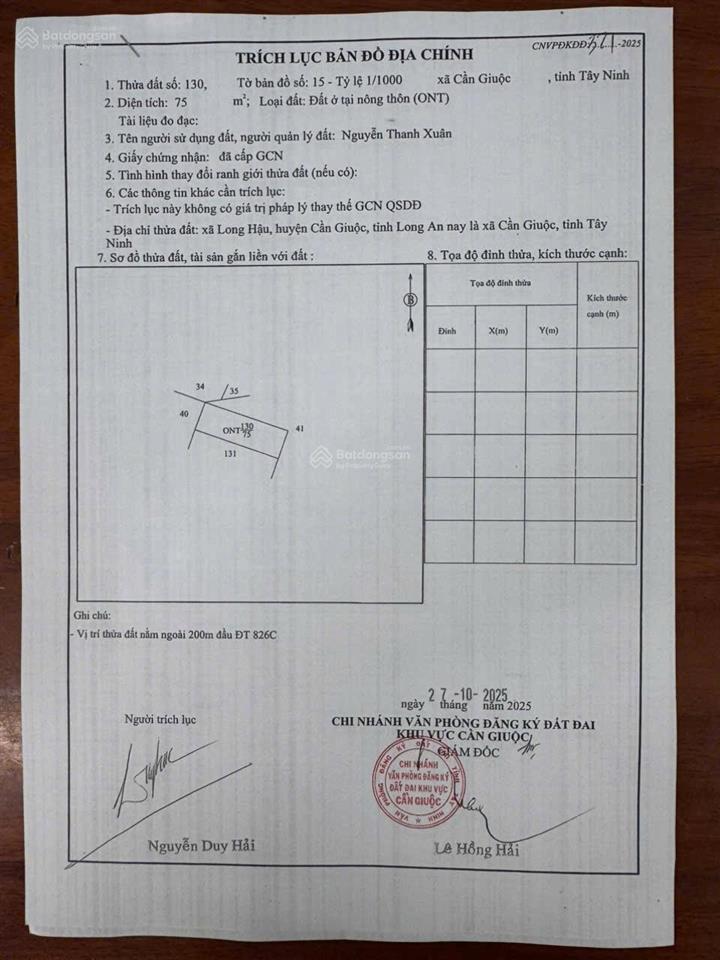 Batdongsan
by PropertyGuru
CNVPĐKĐĐ -2025
TRÍCH LỤC BẢN ĐỒ ĐỊA CHÍNH
1. Thửa đất số: 130, Tờ bản đồ số: 15 - Tỷ lệ 1/1000 xã Cần Giuộc , tỉnh Tây Ninh
2. Diện tích: 75 m²; Loại đất: Đất ở tại nông thôn (ONT)
Tài liệu đo đạc:
3. Tên người sử dụng đất, người quản lý đất: Nguyễn Thanh Xuân
4. Giấy chứng nhận: đã cấp GCN
5. Tình hình thay đổi ranh giới thửa đất (nếu có):
6. Các thông tin khác cần trích lục:
- Trích lục này không có giá trị pháp lý thay thế GCN QSDĐ
- Địa chỉ thửa đất: xã Long Hậu, huyện Cần Giuộc, tỉnh Long An nay là xã Cần Giuộc, tỉnh Tây
Ninh
7. Sơ đồ thửa đất, tài sản gắn liền với đất :
8. Tọa độ đỉnh thửa, kích thước cạnh:
Tọa độ đỉnh thửa
Kích thước
cạnh (m)
Đỉnh X(m) Y(m)
B
34
35
40
ONT 130
75
41
131
Batdongsan
by PropertyGuru
Ghi chú:
- Vị trí thửa đất nằm ngoài 200m đầu ĐT 826C
27 -10- 2025
ngày tháng năm 2025
Người trích lục
CHI NHÁNH VĂN PHÒNG ĐĂNG KÝ ĐẤT ĐAI
KHU VỰC CẦN GIUỘC
GIÁM ĐỐC
CHI NHÁNH
VĂN PHÒNG ĐĂNG KÝ
ĐẤT ĐAI KHU VỰC
CẦN GIUỘC
Nguyễn Duy Hải
Lê Hồng Hải